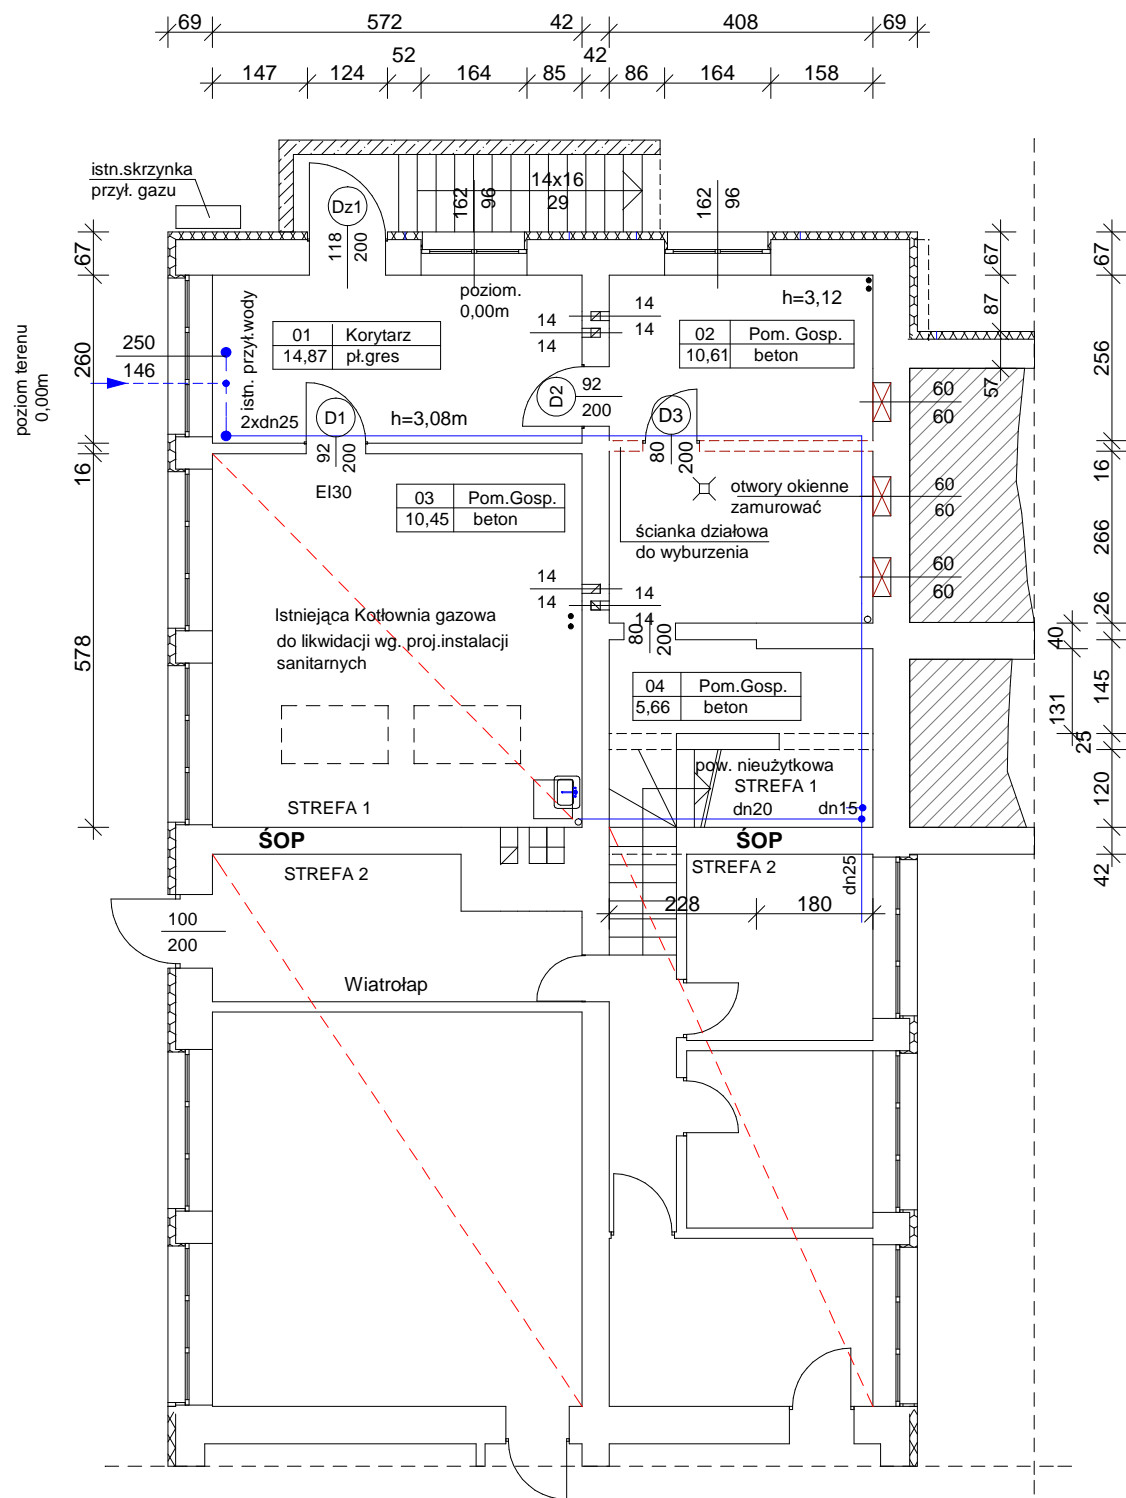 69
572
42
408
69
52
42
147
124
164
85
86
164
158
istn.skrzynka
przył. gazu
Dz1
118
200
162
96
14x16
29
162
96
67
67
67
87
57
poziom terenu
0,00m
250
146
260
istn. przył.wody
2xdn25
01 Korytarz
14,87 pł.gres
poziom.
0,00m
h=3,12
14
14
14
14
02 Pom. Gosp.
10,61 beton
D1
92
200
h=3,08m
D2
92
200
D3
80
200
60
60
256
16
16
EI30
03 Pom.Gosp.
10,45 beton
otwory okienne
zamurować
60
60
ścianka działowa
do wyburzenia
266
60
60
14
14
14
14
Istniejąca Kotłownia gazowa
do likwidacji wg. proj.instalacji
sanitarnych
578
80
200
26
40
04 Pom.Gosp.
5,66 beton
145
131
25
pow. nieużytkowa
STREFA 1
STREFA 1
dn20
dn15
120
ŚOP
ŚOP
STREFA 2
STREFA 2
dn25
42
228
180
100
200
Wiatrołap